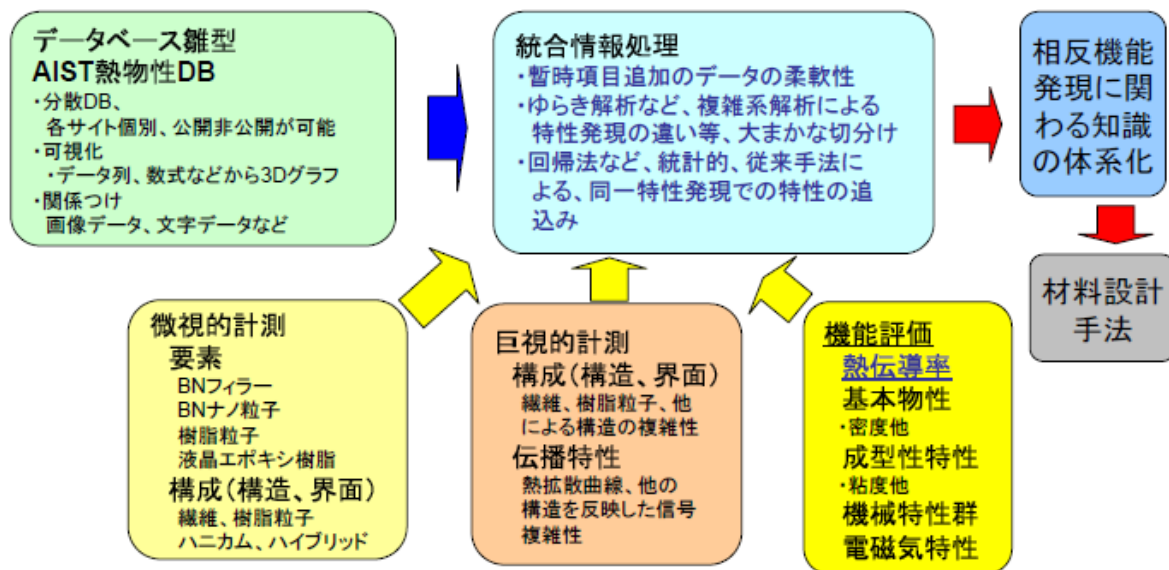 データベース雛型
AIST熱物性DB
・分散DB、
各サイト個別、公開非公開が可能
・可視化
・データ列、数式などから3Dグラフ
・関係つけ
画像データ、文字データなど
統合情報処理
・暫時項目追加のデータの柔軟性
・ゆらき解析など、複雑系解析による
特性発現の違い等、大まかな切分け
・回帰法など、統計的、従来手法に
よる、同一特性発現での特性の追
込み
相反機能
発現に関
わる知識
の体系化
材料設計
手法
微視的計測
要素
BNフィラー
BNナノ粒子
樹脂粒子
液晶エポキシ樹脂
構成(構造、界面)
繊維、樹脂粒子
ハニカム、ハイブリッド
巨視的計測
構成(構造、界面)
繊維、樹脂粒子、他
による構造の複雑性
伝播特性
熱拡散曲線、他の
構造を反映した信号
複雑性
機能評価
熱伝導率
基本物性
・密度他
成型性特性
・粘度他
機械特性群
電磁気特性